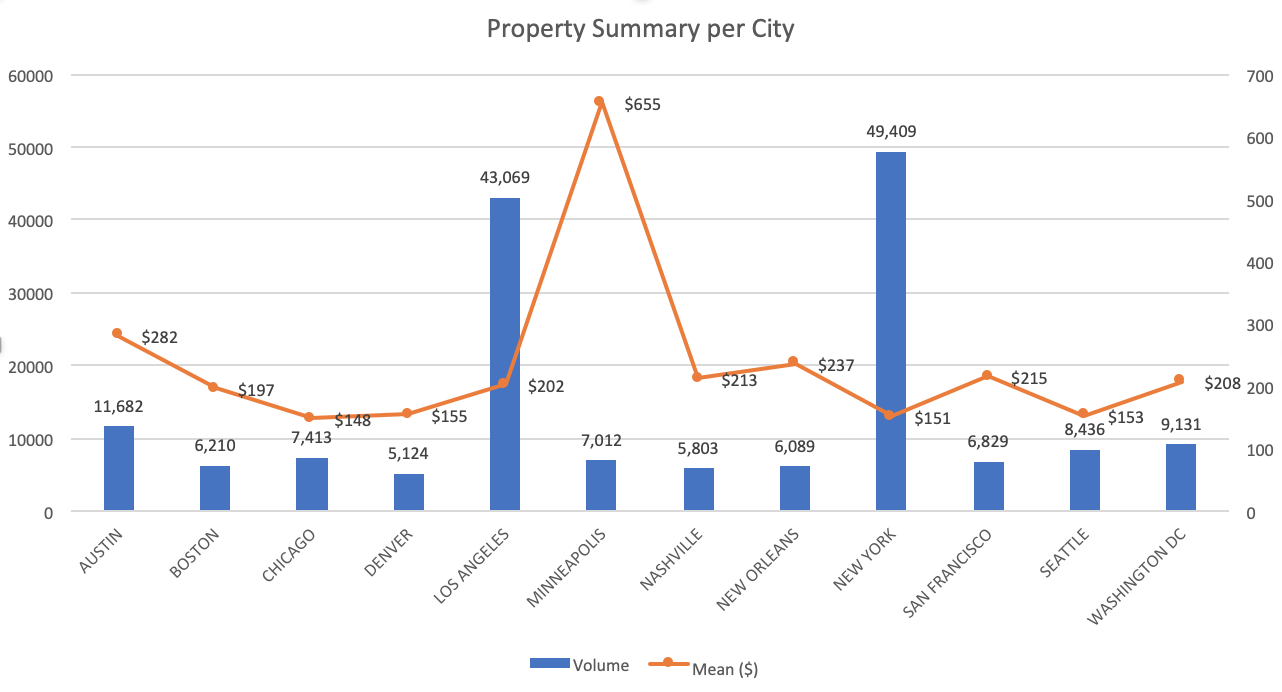 Property Summary per City
60000
50000
40000
30000
20000
10000
0
700
600
500
400
300
200
100
0
$282
$197
$148
$155
$202
$655
$213
$237
$151
$215
$153
$208
11,682
6,210
7,413
5,124
43,069
7,012
5,803
6,089
49,409
6,829
8,436
9,131
AUSTIN
BOSTON
CHICAGO
DENVER
LOS ANGELES
MINNEAPOLIS
NASHVILLE
NEW ORLEANS
NEW YORK
SAN FRANCISCO
SEATTLE
WASHINGTON DC
Volume
Mean ($)